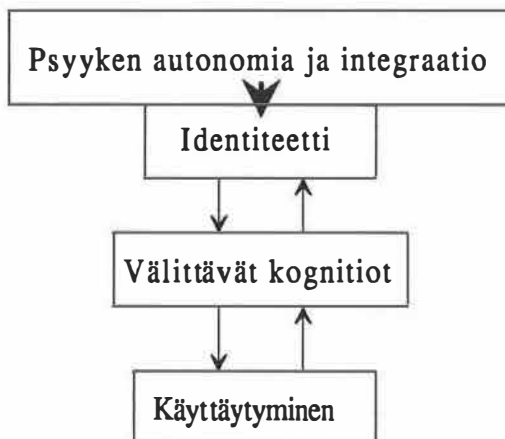 Psyyken autonomia ja integraatio
Identiteetti
Välittävät kognitiot
Käyttäytyminen